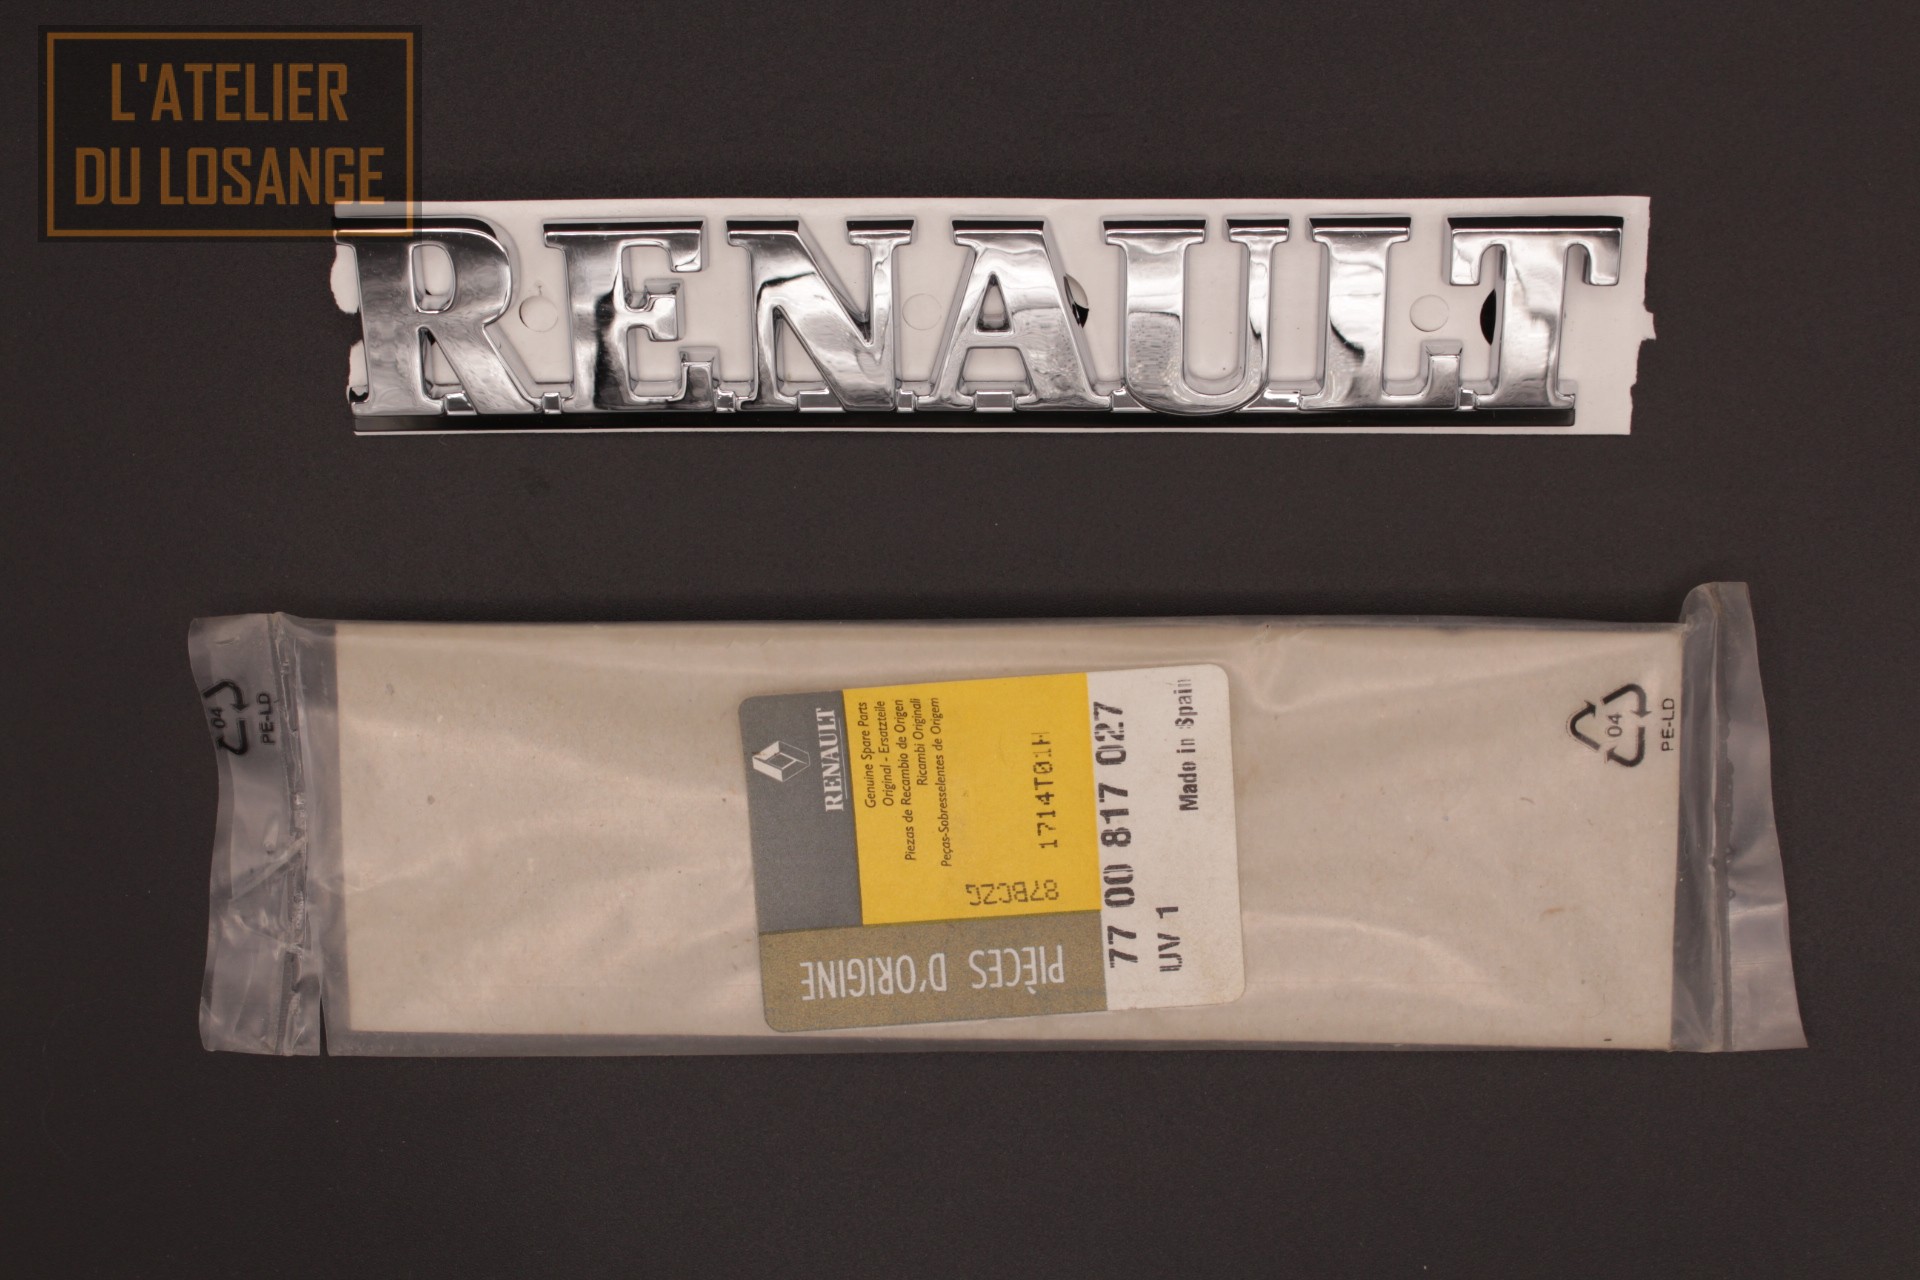 L'ATELIER
DU LOSANGE
RENAULT
04
PE-LD
RENAULT
Genuine Spare Parts
Original - Ersatzteile
Piezas de Recambio de Origen
Ricambi Originali
Peças-Sobresselentes de Origem
1714T01H
87BCZG
77 00 817 027
UV 1
Made in Spain
PIÈCES D'ORIGINE
04
PE-LD